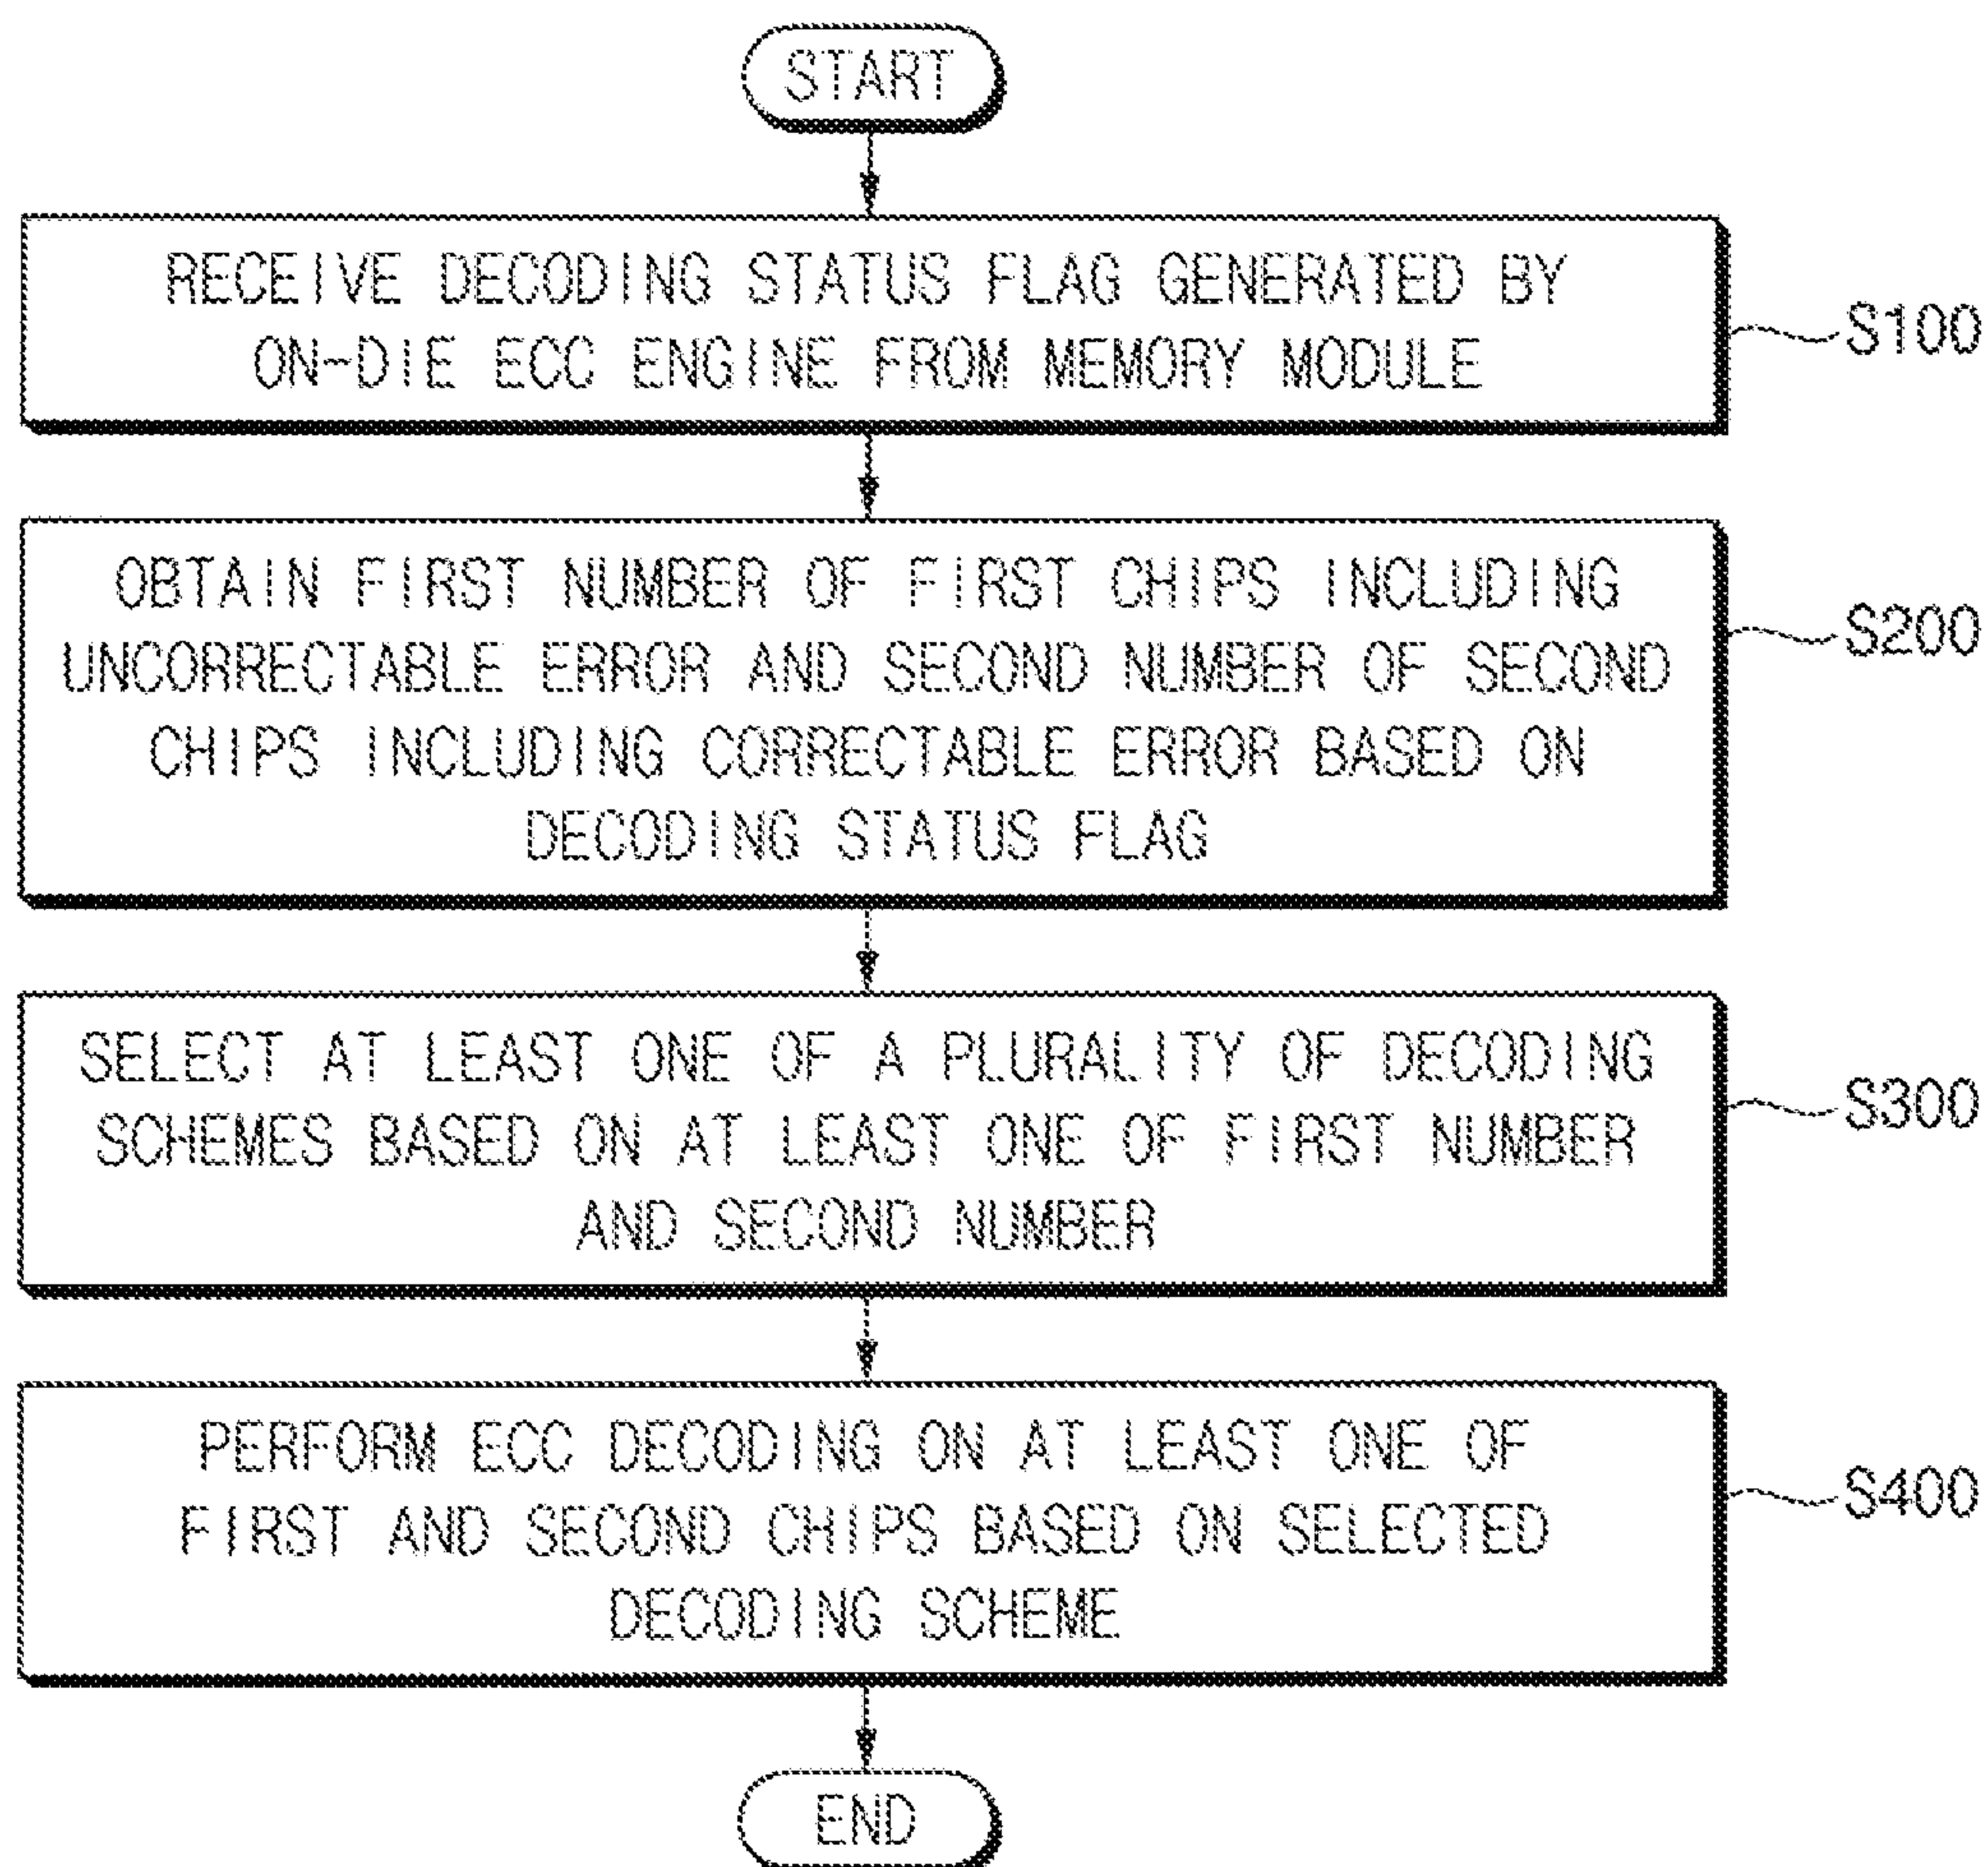 START
RECEIVE DECODING STATUS FLAG GENERATED BY
ON-DIE ECC ENGINE FROM MEMORY MODULE
S100
OBTAIN FIRST NUMBER OF FIRST CHIPS INCLUDING
UNCORRECTABLE ERROR AND SECOND NUMBER OF SECOND
CHIPS INCLUDING CORRECTABLE ERROR BASED ON
DECODING STATUS FLAG
S200
SELECT AT LEAST ONE OF A PLURALITY OF DECODING
SCHEMES BASED ON AT LEAST ONE OF FIRST NUMBER
AND SECOND NUMBER
S300
PERFORM ECC DECODING ON AT LEAST ONE OF
FIRST AND SECOND CHIPS BASED ON SELECTED
DECODING SCHEME
S400
END